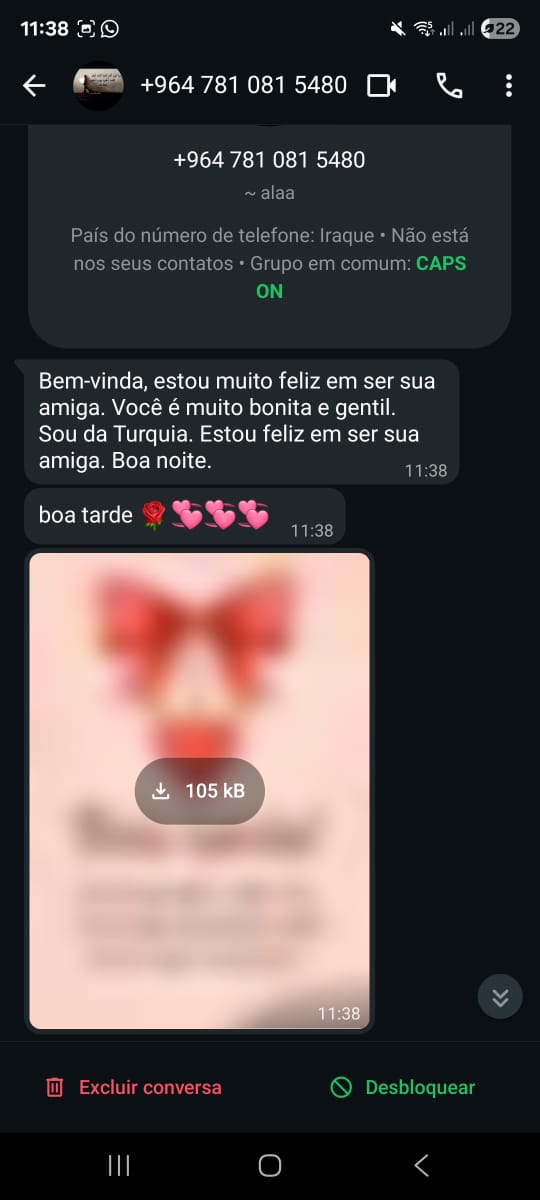 11:38
22
+964 781 081 5480
+964 781 081 5480
~ alaa
País do número de telefone: Iraque • Não está
nos seus contatos • Grupo em comum: CAPS
ON
Bem-vinda, estou muito feliz em ser sua
amiga. Você é muito bonita e gentil.
Sou da Turquia. Estou feliz em ser sua
amiga. Boa noite.
11:38
boa tarde 🌹💞💞💞
11:38
105 kB
11:38
Excluir conversa
Desbloquear